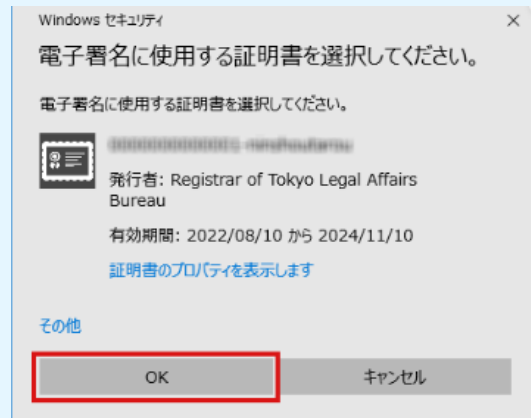 Windows セキュリティ
電子署名に使用する証明書を選択してください。
電子署名に使用する証明書を選択してください。
発行者: Registrar of Tokyo Legal Affairs
Bureau
有効期間: 2022/08/10 から 2024/11/10
証明書のプロパティを表示します
その他
OK
キャンセル